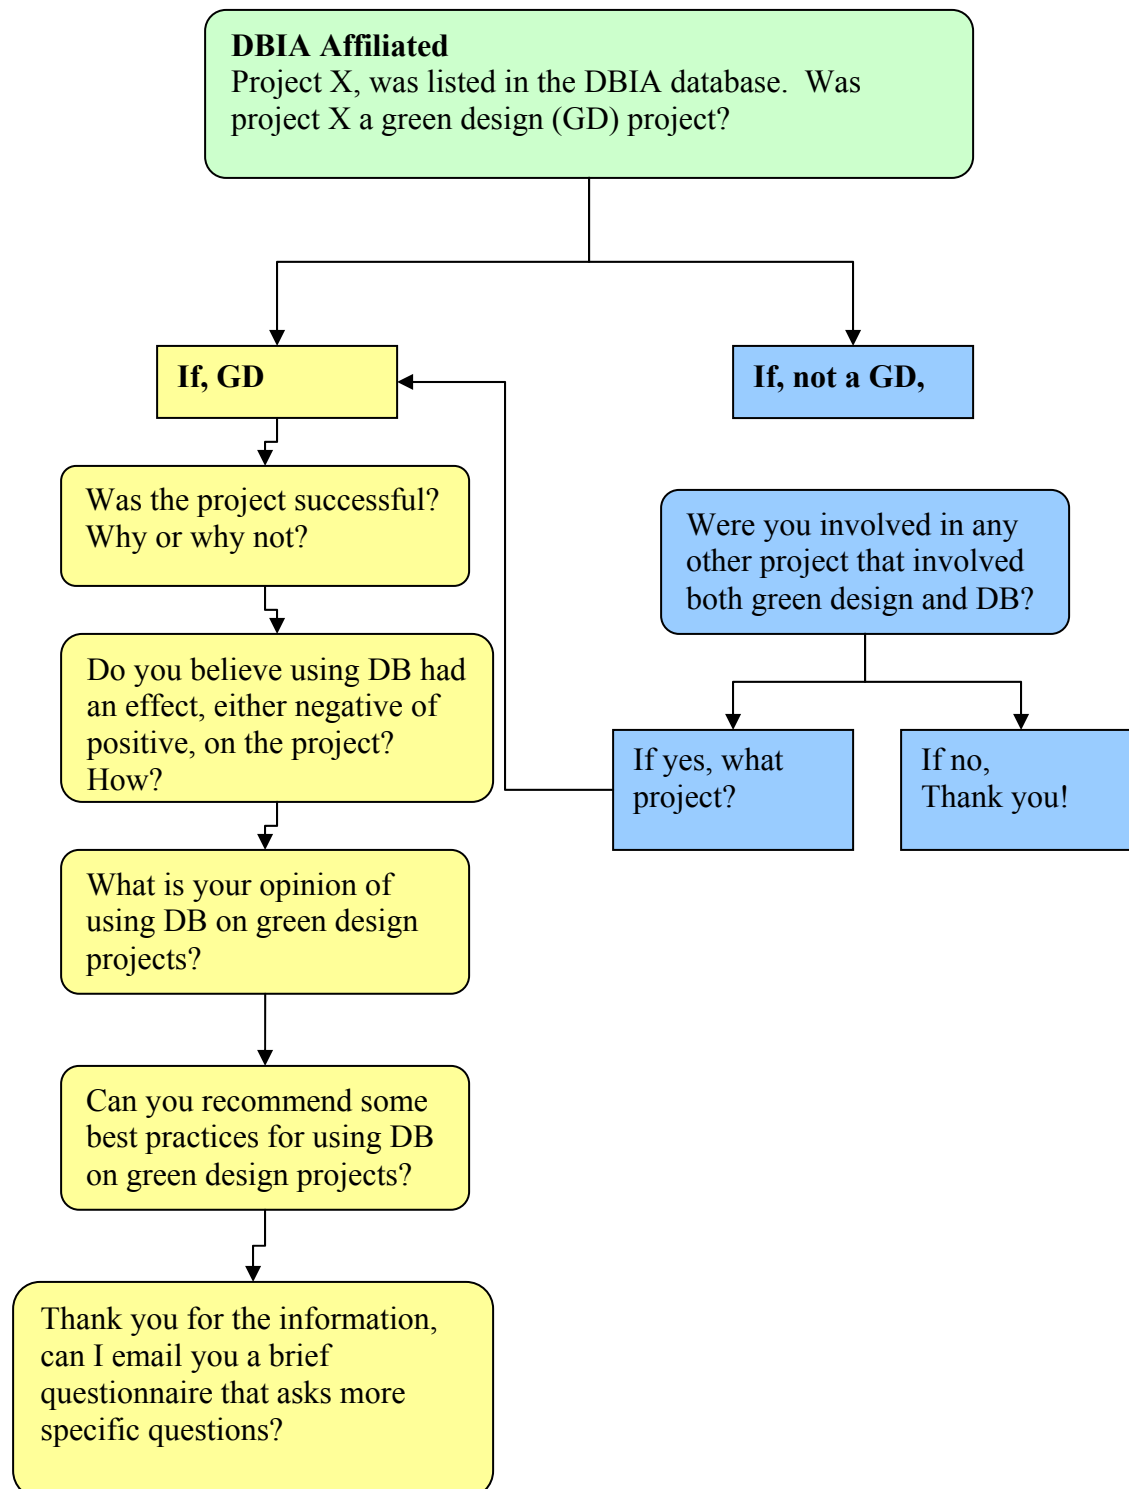 DBIA Affiliated
Project X, was listed in the DBIA database.  Was
project X a green design (GD) project?
If, GD
If, not a GD,
Was the project successful?
Why or why not?
Were you involved in any
other project that involved
both green design and DB?
Do you believe using DB had
an effect, either negative of
positive, on the project?
How?
If yes, what
project?
If no,
Thank you!
What is your opinion of
using DB on green design
projects?
Can you recommend some
best practices for using DB
on green design projects?
Thank you for the information,
can I email you a brief
questionnaire that asks more
specific questions?